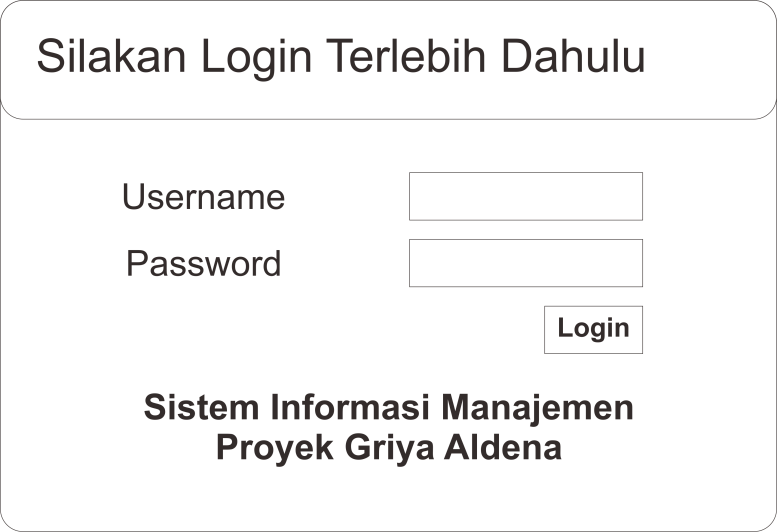 Silakan Login Terlebih Dahulu
Username
Password
Login
Sistem Informasi Manajemen
Proyek Griya Aldena